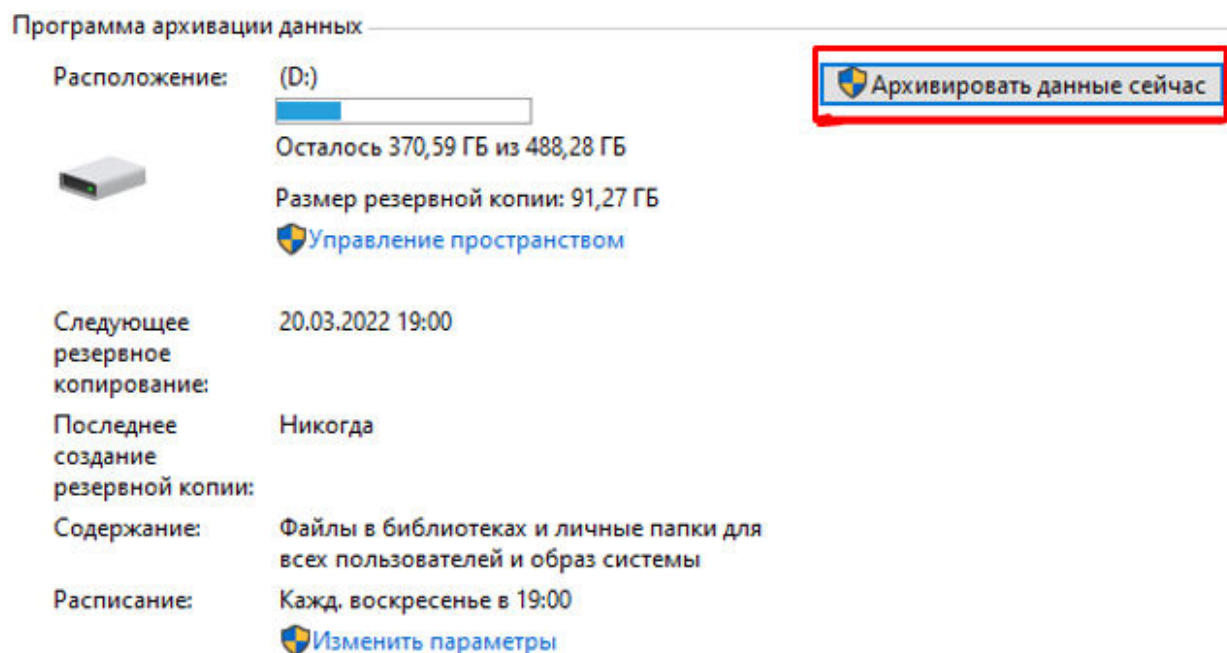 Программа архивации данных
Расположение:
(D:)
Архивировать данные сейчас
Осталось 370,59 ГБ из 488,28 ГБ
Размер резервной копии: 91,27 ГБ
Управление пространством
Следующее
резервное
копирование:
20.03.2022 19:00
Последнее
создание
резервной копии:
Никогда
Содержание:
Файлы в библиотеках и личные папки для
всех пользователей и образ системы
Расписание:
Кажд. воскресенье в 19:00
Изменить параметры